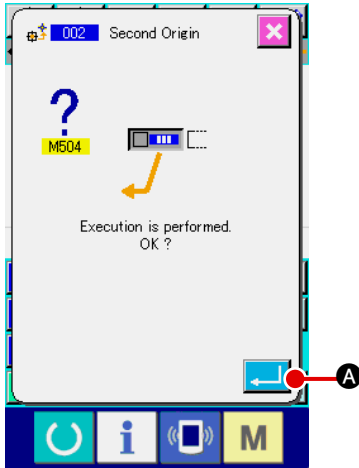 002 Second Origin
M504
Execution is performed.
OK ?
A
i
M